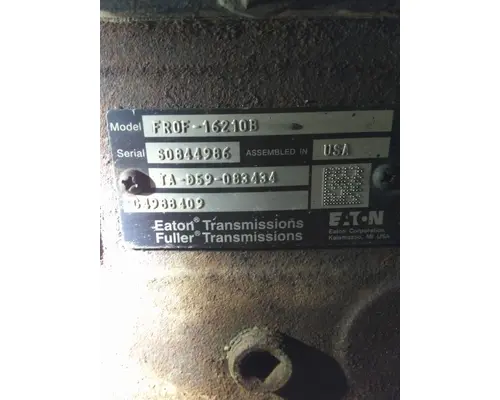 Model FROF-16210B
Serial S0844986 ASSEMBLED IN USA
TA-059-083434
G4988409
Eaton® Transmissions
Fuller® Transmissions
EATON
Eaton Corporation
Kalamazoo, MI USA